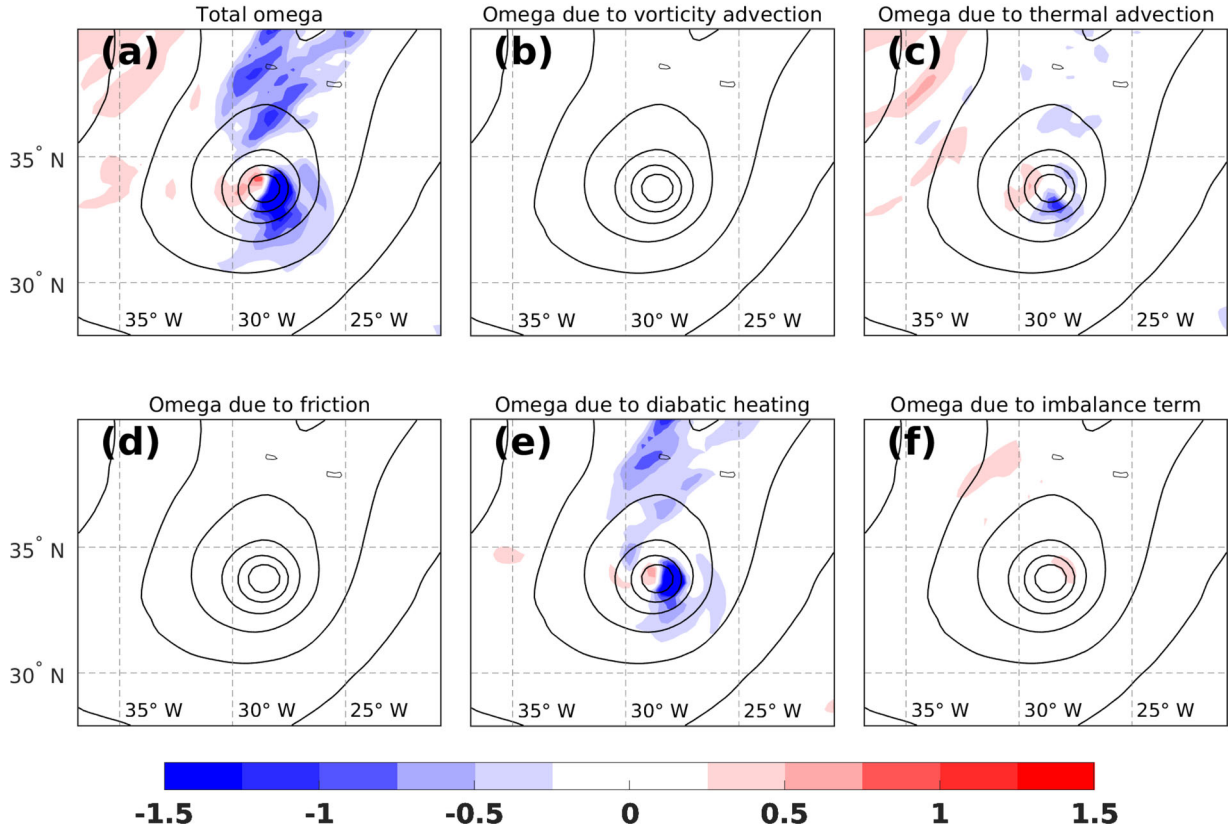 Total omega
Omega due to vorticity advection
Omega due to thermal advection
(a)
(b)
(c)
35° N
30° N
35° W 30° W 25° W
35° W 30° W 25° W
35° W 30° W 25° W
Omega due to friction
Omega due to diabatic heating
Omega due to imbalance term
(d)
(e)
(f)
35° N
30° N
35° W 30° W 25° W
35° W 30° W 25° W
35° W 30° W 25° W
-1.5 -1 -0.5 0 0.5 1 1.5